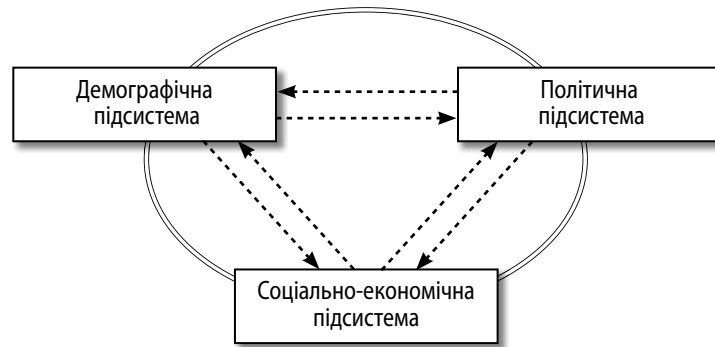 Демографічна
підсистема
Політична
підсистема
Соціально-економічна
підсистема